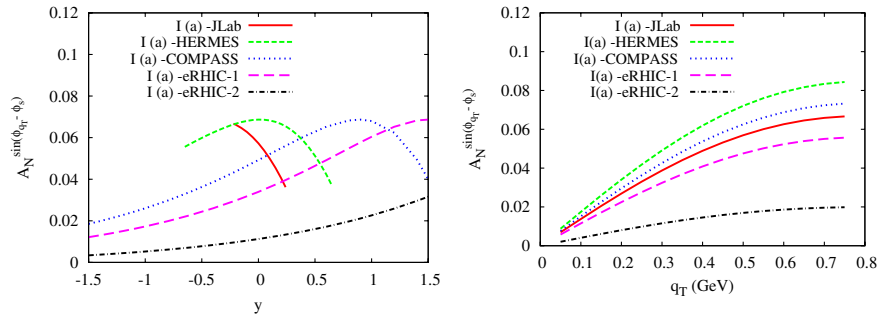 0.12
0.1
0.08
0.06
0.04
0.02
0
-1.5
-1
-0.5
0
0.5
1
1.5
y
A_N^{sin(ϕ_{q_T} - ϕ_s)}
I (a) -JLab
I (a) -HERMES
I (a) -COMPASS
I (a) -eRHIC-1
I (a) -eRHIC-2
0.12
0.1
0.08
0.06
0.04
0.02
0
0
0.1
0.2
0.3
0.4
0.5
0.6
0.7
0.8
q_T (GeV)
A_N^{sin(ϕ_{q_T} - ϕ_s)}
I (a) -JLab
I(a) -HERMES
I(a) -COMPASS
I(a) -eRHIC-1
I(a) -eRHIC-2